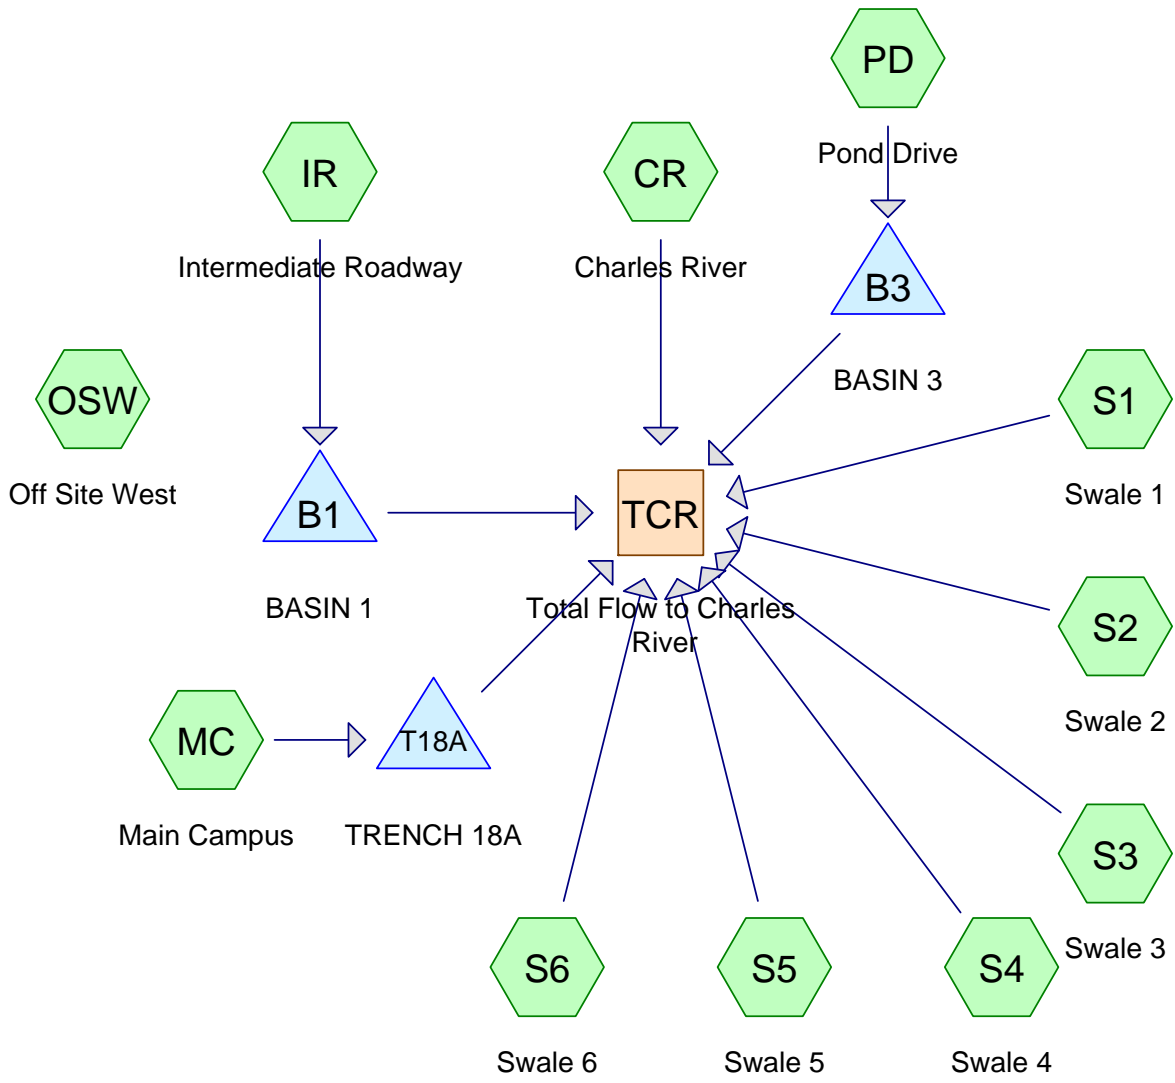 PD
Pond Drive
IR
CR
Intermediate Roadway
Charles River
B3
BASIN 3
OSW
Off Site West
S1
Swale 1
B1
BASIN 1
TCR
Total Flow to Charles
River
S2
Swale 2
MC
Main Campus
T18A
TRENCH 18A
S3
Swale 3
S6
Swale 6
S5
Swale 5
S4
Swale 4